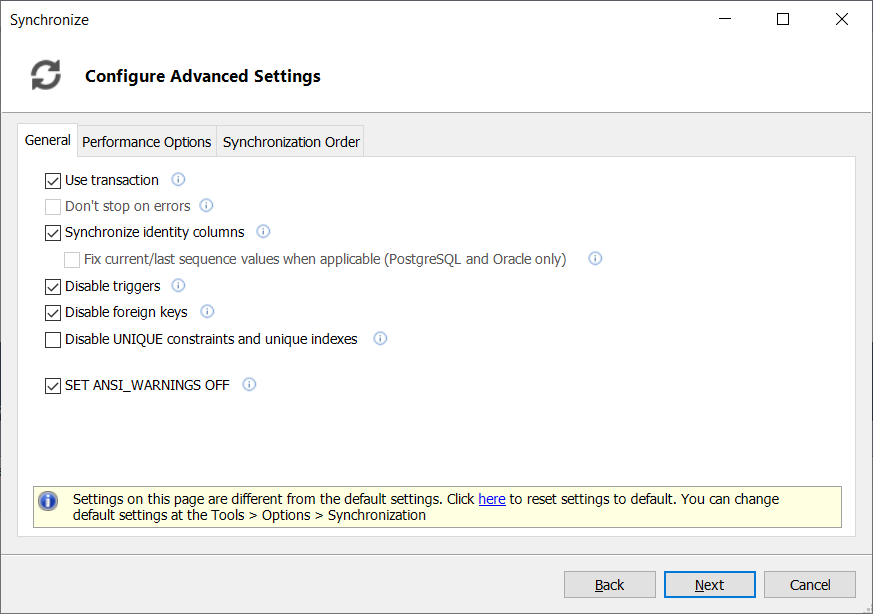 Synchronize
Configure Advanced Settings
General Performance Options Synchronization Order
Use transaction
Don't stop on errors
Synchronize identity columns
Fix current/last sequence values when applicable (PostgreSQL and Oracle only)
Disable triggers
Disable foreign keys
Disable UNIQUE constraints and unique indexes
SET ANSI_WARNINGS OFF
Settings on this page are different from the default settings. Click here to reset settings to default. You can change
default settings at the Tools > Options > Synchronization
Back Next Cancel